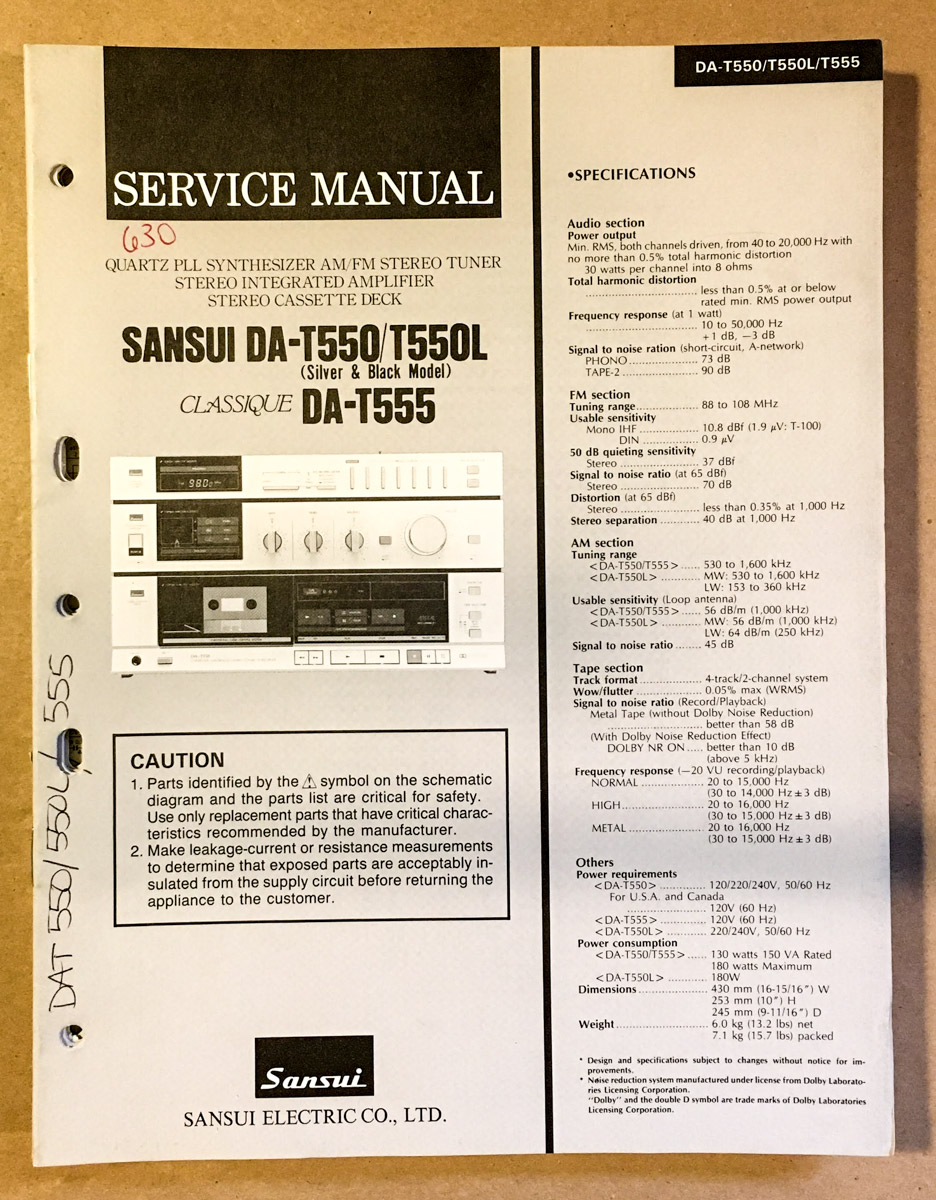 SERVICE MANUAL
630
QUARTZ PLL SYNTHESIZER AM/FM STEREO TUNER
STEREO INTEGRATED AMPLIFIER
STEREO CASSETTE DECK
SANSUI DA-T550/T550L
(Silver & Black Model)
CLASSIQUE DA-T555
980
CAUTION
1. Parts identified by the ⚠ symbol on the schematic
diagram and the parts list are critical for safety.
Use only replacement parts that have critical charac-
teristics recommended by the manufacturer.
2. Make leakage-current or resistance measurements
to determine that exposed parts are acceptably in-
sulated from the supply circuit before returning the
appliance to the customer.
DAT 550/550L/555
Sansui
SANSUI ELECTRIC CO., LTD.
DA-T550/T550L/T555
•SPECIFICATIONS
Audio section
Power output
Min. RMS, both channels driven, from 40 to 20,000 Hz with
no more than 0.5% total harmonic distortion
30 watts per channel into 8 ohms
Total harmonic distortion
.............................. less than 0.5% at or below
rated min. RMS power output
Frequency response (at 1 watt)
.............................. 10 to 50,000 Hz
+1 dB, −3 dB
Signal to noise ration (short-circuit, A-network)
PHONO.................. 73 dB
TAPE-2 .................... 90 dB
FM section
Tuning range................. 88 to 108 MHz
Usable sensitivity
Mono IHF ................ 10.8 dBf (1.9 μV: T-100)
DIN ............... 0.9 μV
50 dB quieting sensitivity
Stereo ..................... 37 dBf
Signal to noise ratio (at 65 dBf)
Stereo ..................... 70 dB
Distortion (at 65 dBf)
Stereo ..................... less than 0.35% at 1,000 Hz
Stereo separation ........... 40 dB at 1,000 Hz
AM section
Tuning range
<DA-T550/T555> ...... 530 to 1,600 kHz
<DA-T550L> ............ MW: 530 to 1,600 kHz
LW: 153 to 360 kHz
Usable sensitivity (Loop antenna)
<DA-T550/T555> ...... 56 dB/m (1,000 kHz)
<DA-T550L> ............ MW: 56 dB/m (1,000 kHz)
LW: 64 dB/m (250 kHz)
Signal to noise ratio ........ 45 dB
Tape section
Track format ................. 4-track/2-channel system
Wow/flutter .................. 0.05% max (WRMS)
Signal to noise ratio (Record/Playback)
Metal Tape (without Dolby Noise Reduction)
.......................... better than 58 dB
(With Dolby Noise Reduction Effect)
DOLBY NR ON ..... better than 10 dB
(above 5 kHz)
Frequency response (−20 VU recording/playback)
NORMAL ................. 20 to 15,000 Hz
(30 to 14,000 Hz±3 dB)
HIGH...................... 20 to 16,000 Hz
(30 to 15,000 Hz±3 dB)
METAL .................... 20 to 16,000 Hz
(30 to 15,000 Hz±3 dB)
Others
Power requirements
<DA-T550> .............. 120/220/240V, 50/60 Hz
For U.S.A. and Canada
...................... 120V (60 Hz)
<DA-T555> .............. 120V (60 Hz)
<DA-T550L> ............ 220/240V, 50/60 Hz
Power consumption
<DA-T550/T555> ...... 130 watts 150 VA Rated
180 watts Maximum
<DA-T550L> ............ 180W
Dimensions................... 430 mm (16-15/16″) W
253 mm (10″) H
245 mm (9-11/16″) D
Weight......................... 6.0 kg (13.2 lbs) net
7.1 kg (15.7 lbs) packed
* Design and specifications subject to changes without notice for im-
provements.
* Noise reduction system manufactured under license from Dolby Laborato-
ries Licensing Corporation.
"Dolby" and the double D symbol are trade marks of Dolby Laboratories
Licensing Corporation.